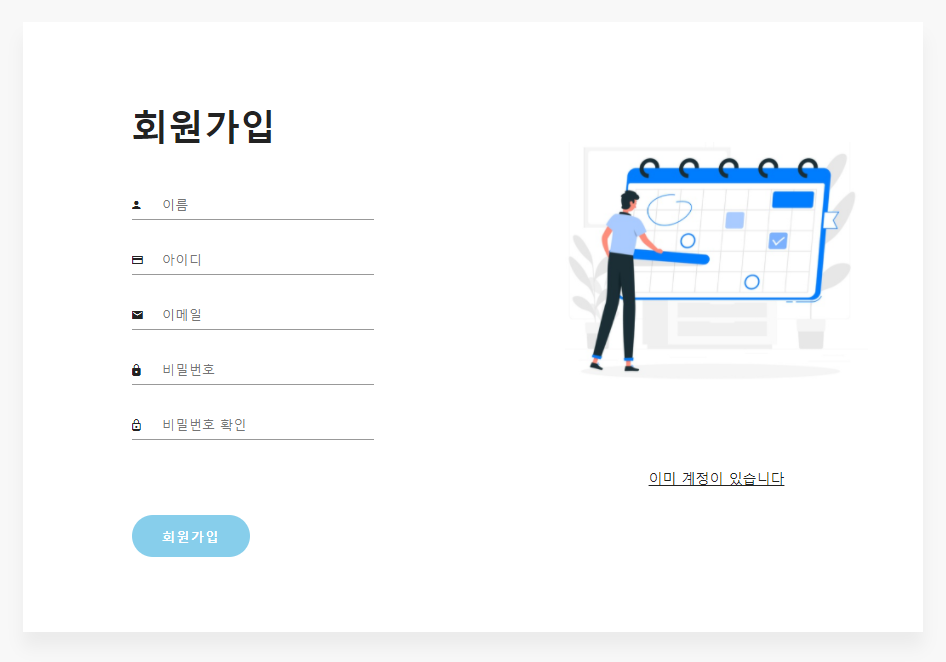 회원가입
이름
아이디
이메일
비밀번호
비밀번호 확인
회원가입
이미 계정이 있습니다